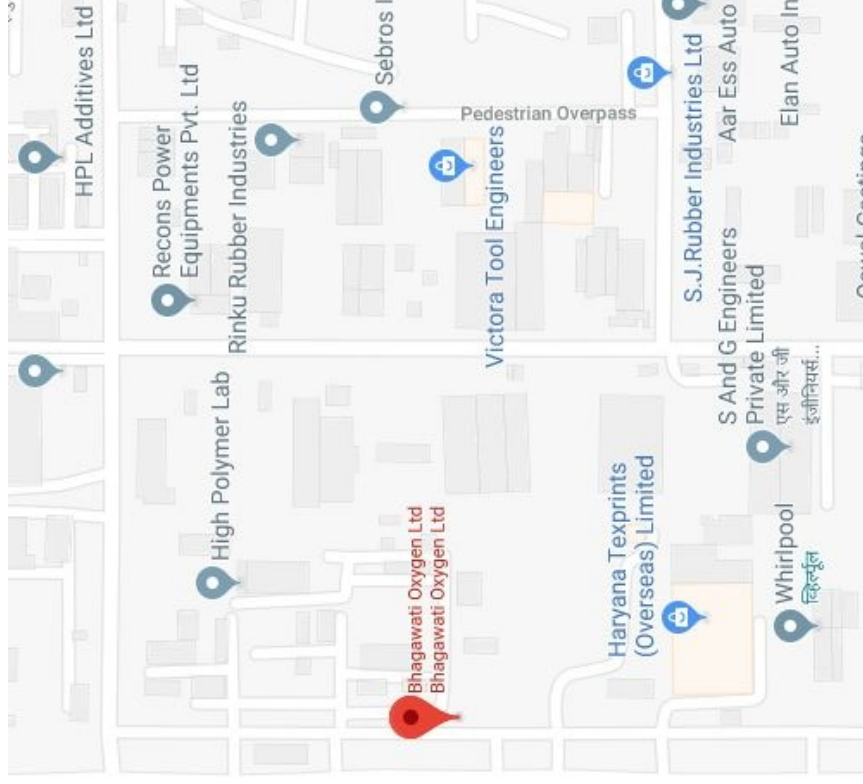 HPL Additives Ltd
Recons Power
Equipments Pvt. Ltd
Rinku Rubber Industries
Sebros
Pedestrian Overpass
Victora Tool Engineers
S.J.Rubber Industries Ltd
Aar Ess Auto
Elan Auto In
S And G Engineers
Private Limited
एस और जी
इंजीनियर्स...
High Polymer Lab
Bhagawati Oxygen Ltd
Bhagawati Oxygen Ltd
Haryana Texprints
(Overseas) Limited
Whirlpool
व्हिर्लपूल